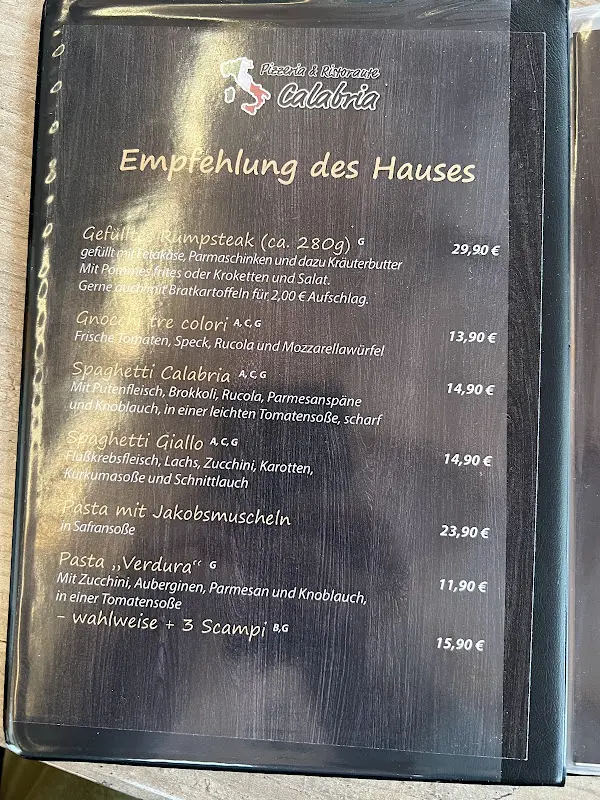 Pizzeria & Ristorante
Calabria
Empfehlung des Hauses
Gefüllt Rumpsteak (ca. 280g) G
29,90 €
gefüllt mit Fetakäse, Parmaschinken und dazu Kräuterbutter
Mit Pommes frites oder Kroketten und Salat.
Gerne auch mit Bratkartoffeln für 2,00 € Aufschlag.
Gnocchi tre colori A, C, G
13,90 €
Frische Tomaten, Speck, Rucola und Mozzarellawürfel
Spaghetti Calabria A, C, G
14,90 €
Mit Putenfleisch, Brokkoli, Rucola, Parmesanspäne
und Knoblauch, in einer leichten Tomatensoße, scharf
Spaghetti Giallo A, C, G
14,90 €
Flußkrebsfleisch, Lachs, Zucchini, Karotten,
Kurkumasoße und Schnittlauch
Pasta mit Jakobsmuscheln
23,90 €
in Safransoße
Pasta „Verdura“ G
11,90 €
Mit Zucchini, Auberginen, Parmesan und Knoblauch,
in einer Tomatensoße
- wahlweise + 3 Scampi B,G
15,90 €